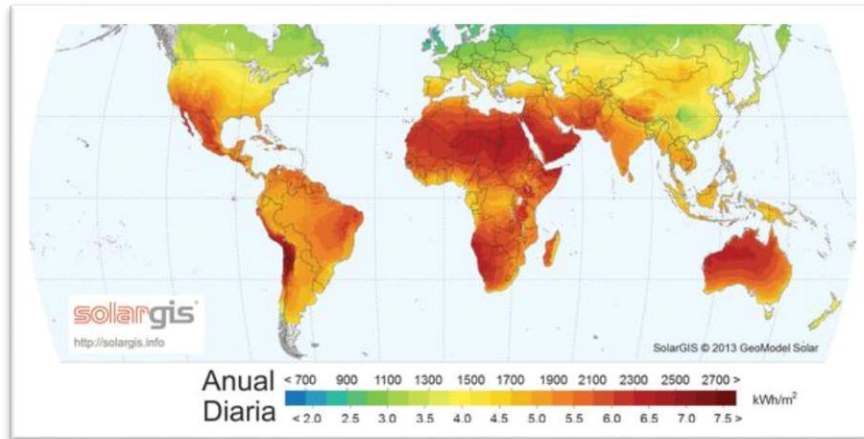 solargis
http://solargis.info
SolarGIS © 2013 GeoModel Solar
Anual < 700 900 1100 1300 1500 1700 1900 2100 2300 2500 2700 > kWh/m²
Diaria < 2.0 2.5 3.0 3.5 4.0 4.5 5.0 5.5 6.0 6.5 7.0 7.5 >